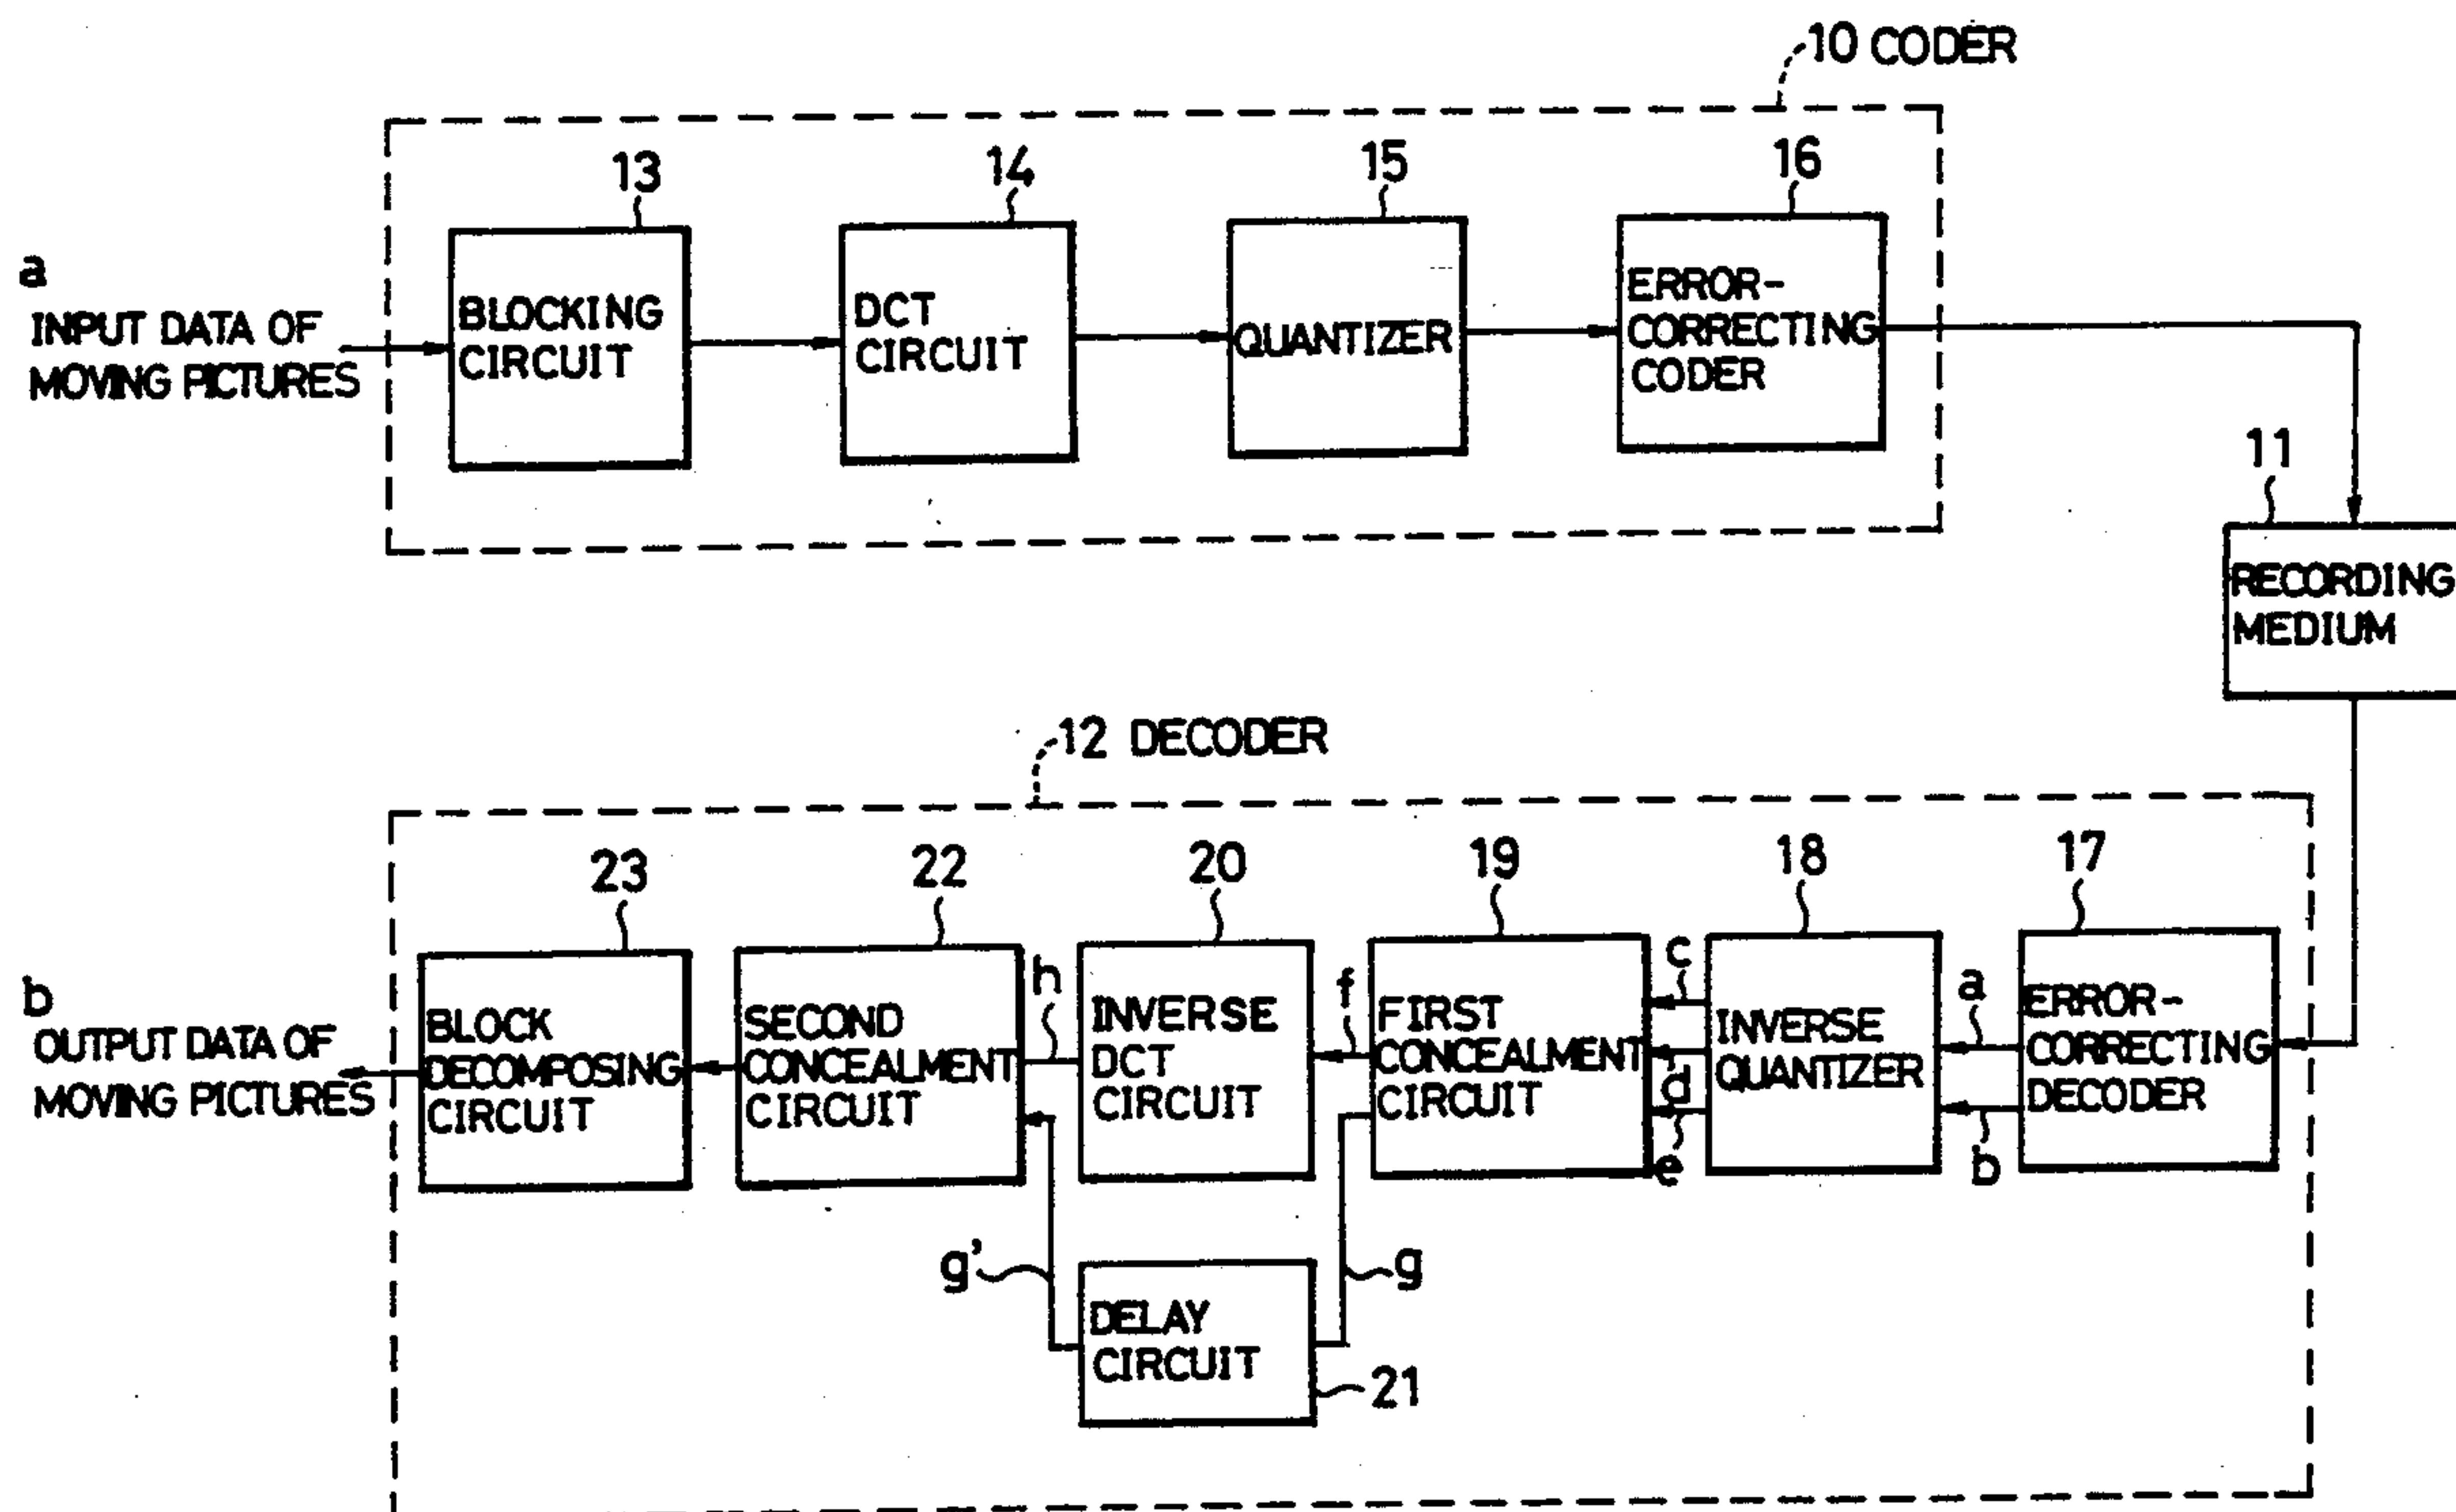 10 CODER
13
14
15
16
a
INPUT DATA OF
MOVING PICTURES
BLOCKING
CIRCUIT
DCT
CIRCUIT
QUANTIZER
ERROR-
CORRECTING
CODER
11
RECORDING
MEDIUM
12 DECODER
23
22
20
19
18
17
b
OUTPUT DATA OF
MOVING PICTURES
BLOCK
DECOMPOSING
CIRCUIT
SECOND
CONCEALMENT
CIRCUIT
h
INVERSE
DCT
CIRCUIT
f
FIRST
CONCEALMENT
CIRCUIT
c
d
e
INVERSE
QUANTIZER
a
b
ERROR-
CORRECTING
DECODER
g'
DELAY
CIRCUIT
g
21